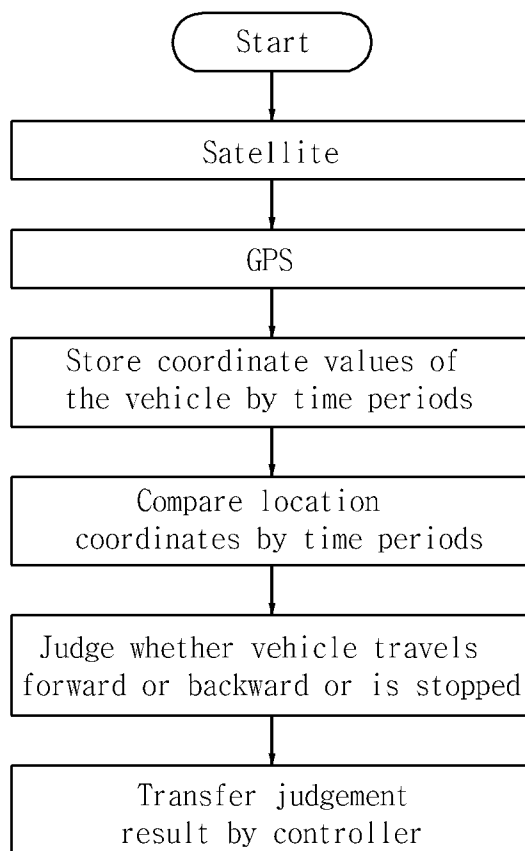 Start
Satellite
GPS
Store coordinate values of
the vehicle by time periods
Compare location
coordinates by time periods
Judge whether vehicle travels
forward or backward or is stopped
Transfer judgement
result by controller